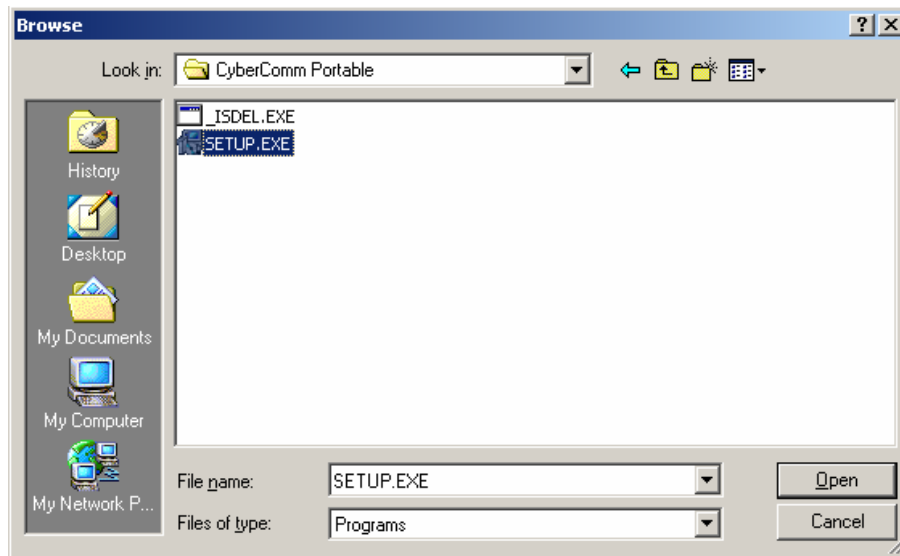 Browse
Look in: CyberComm Portable
_ISDEL.EXE
SETUP.EXE
History
Desktop
My Documents
My Computer
My Network P...
File name: SETUP.EXE Open
Files of type: Programs Cancel